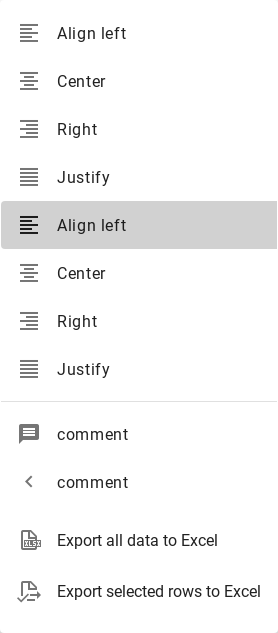 Align left
Center
Right
Justify
Align left
Center
Right
Justify
comment
comment
XLSX
Export all data to Excel
Export selected rows to Excel